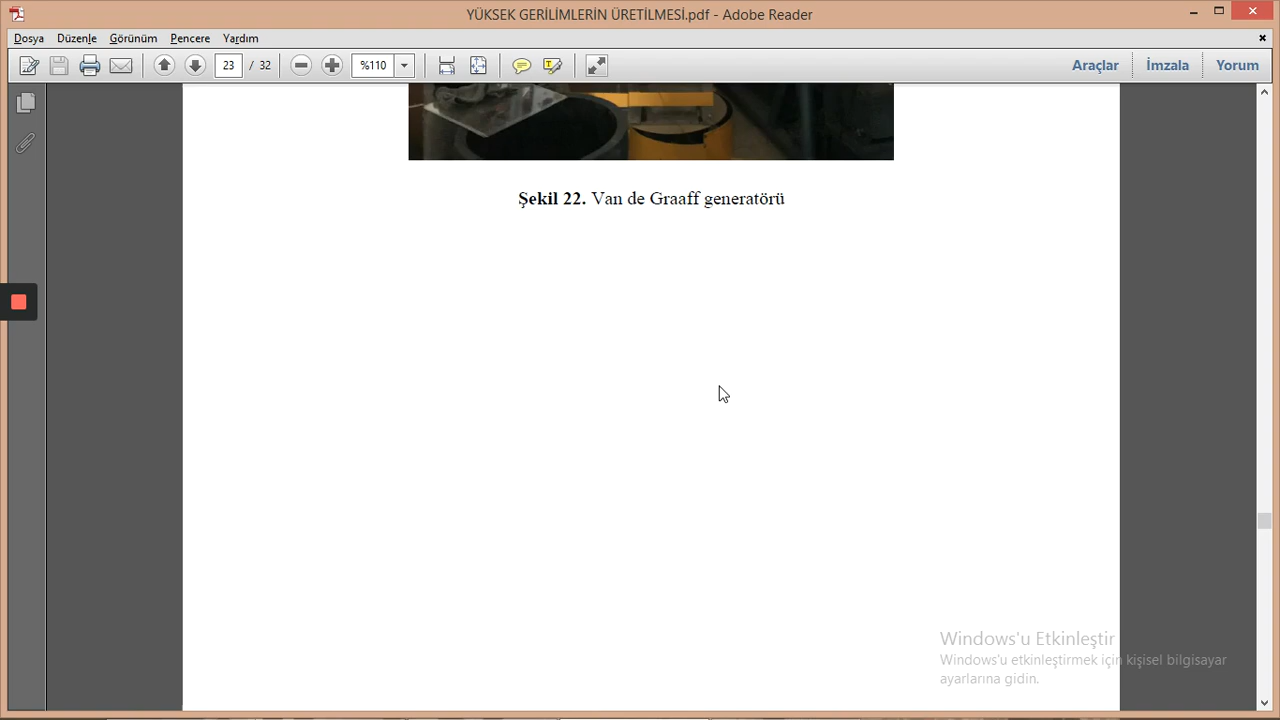 YÜKSEK GERİLİMLERİN ÜRETİLMESİ.pdf - Adobe Reader
Dosya Düzenle Görünüm Pencere Yardım
23 / 32 %110 Araçlar İmzala Yorum
Şekil 22. Van de Graaff generatörü
Windows'u Etkinleştir
Windows'u etkinleştirmek için kişisel bilgisayar
ayarlarına gidin.